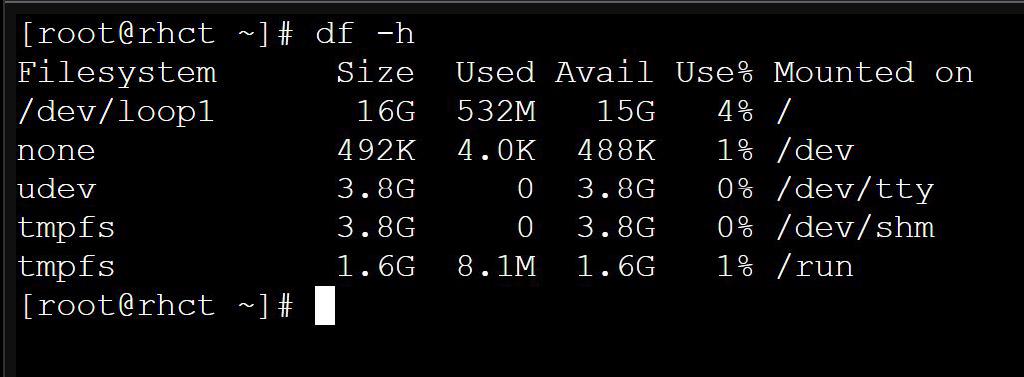 [root@rhct ~]# df -h
Filesystem      Size  Used Avail Use% Mounted on
/dev/loop1       16G  532M   15G   4% /
none            492K  4.0K  488K   1% /dev
udev            3.8G     0  3.8G   0% /dev/tty
tmpfs           3.8G     0  3.8G   0% /dev/shm
tmpfs           1.6G  8.1M  1.6G   1% /run
[root@rhct ~]#